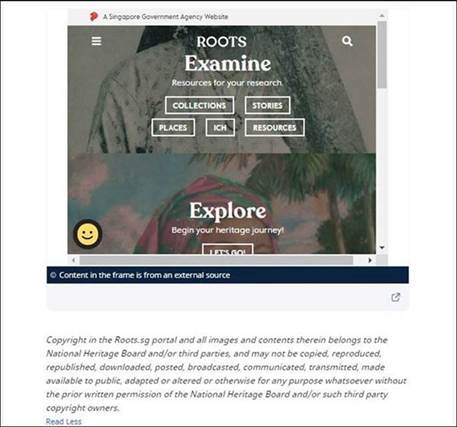 A Singapore Government Agency Website
ROOTS
Examine
Resources for your research
COLLECTIONS STORIES
PLACES ICH RESOURCES
Explore
Begin your heritage journey!
LET'S GO!
© Content in the frame is from an external source
Copyright in the Roots.sg portal and all images and contents therein belongs to the
National Heritage Board and/or third parties, and may not be copied, reproduced,
republished, downloaded, posted, broadcasted, communicated, transmitted, made
available to public, adapted or altered or otherwise for any purpose whatsoever without
the prior written permission of the National Heritage Board and/or such third party
copyright owners.
Read Less